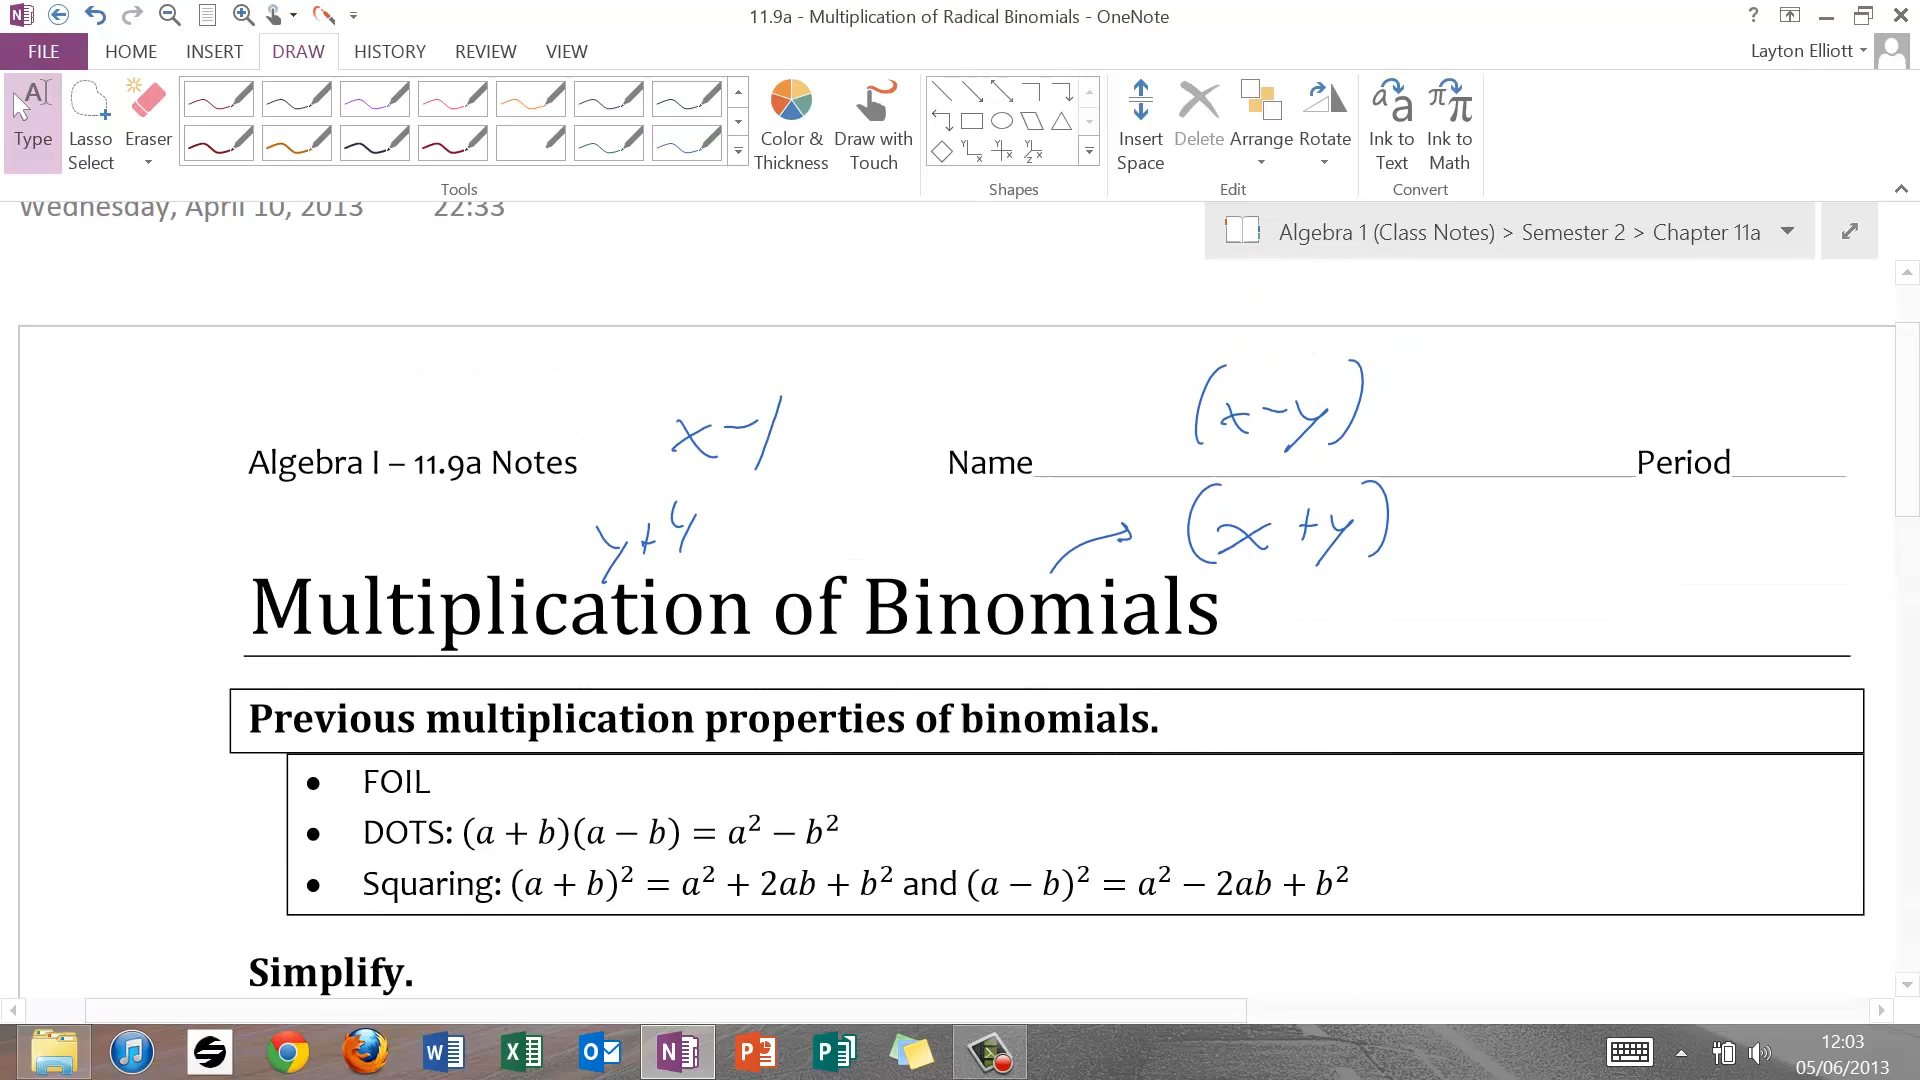 11.9a - Multiplication of Radical Binomials - OneNote
FILE HOME INSERT DRAW HISTORY REVIEW VIEW
Layton Elliott
Type
Lasso Select
Eraser
Color & Thickness
Draw with Touch
Insert Space
Delete
Arrange
Rotate
Ink to Text
Ink to Math
Tools Shapes Edit Convert
Wednesday, April 10, 2013 22:33
Algebra 1 (Class Notes) > Semester 2 > Chapter 11a
x - 1
(x - y)
Algebra I – 11.9a Notes Name Period
y + 4
(x + y)
Multiplication of Binomials
Previous multiplication properties of binomials.
• FOIL
• DOTS: (a + b)(a − b) = a² − b²
• Squaring: (a + b)² = a² + 2ab + b² and (a − b)² = a² − 2ab + b²
Simplify.
12:03
05/06/2013